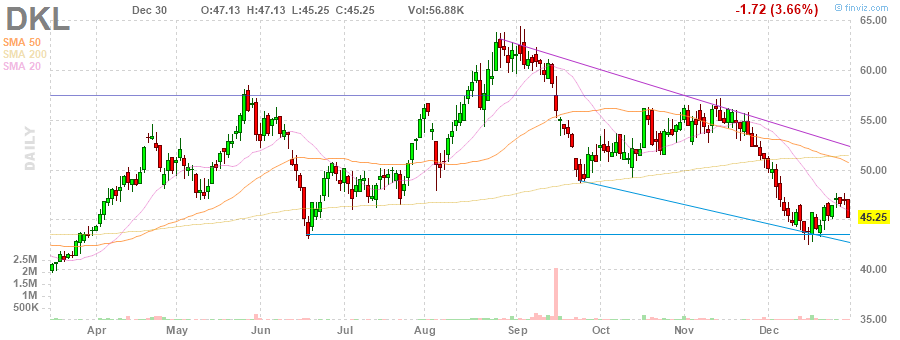 DKL Dec 30 O:47.13 H:47.13 L:45.25 C:45.25 Vol:56.88K -1.72 (3.66%) © finviz.com
SMA 50
SMA 200
SMA 20
DAILY
65.00
60.00
55.00
50.00
45.25
40.00
35.00
2.5M
2M
1.5M
1M
500K
Apr May Jun Jul Aug Sep Oct Nov Dec